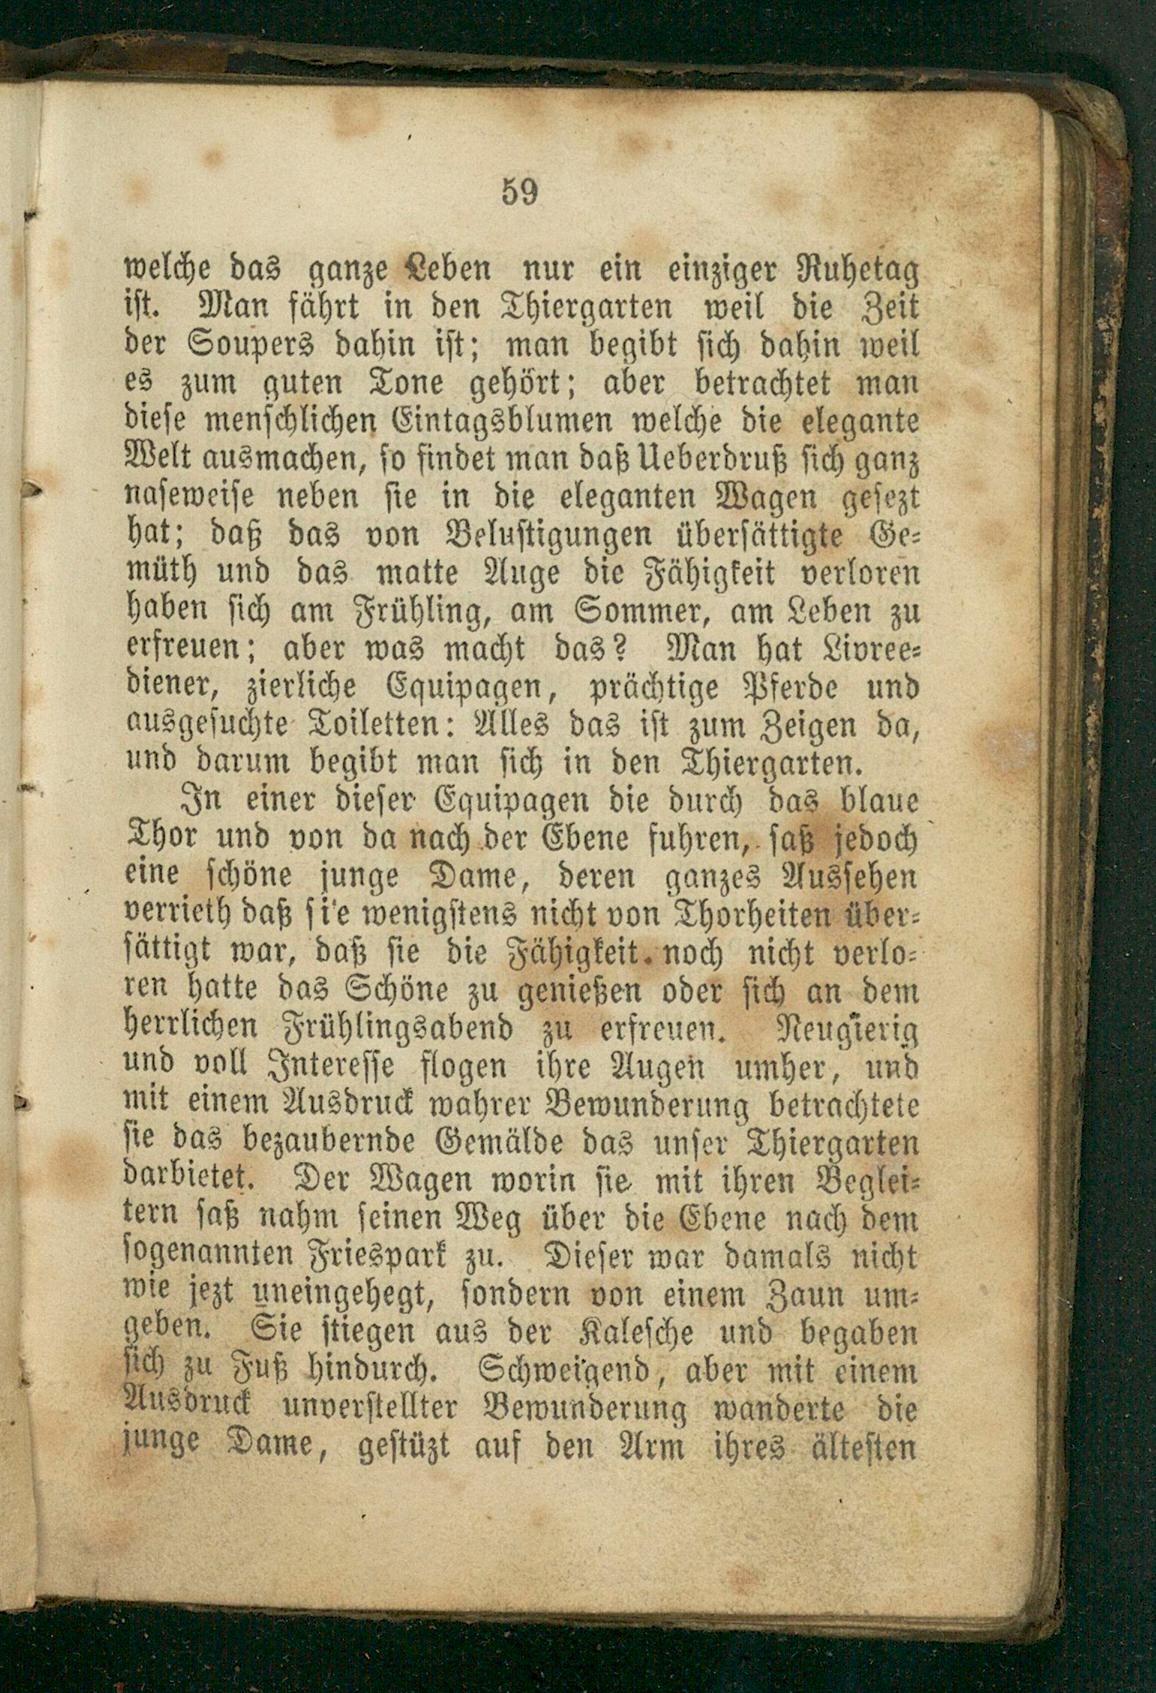 59
welche das ganze Leben nur ein einziger Ruhetag
ist. Man fährt in den Thiergarten weil die Zeit
der Soupers dahin ist; man begibt sich dahin weil
es zum guten Tone gehört; aber betrachtet man
diese menschlichen Eintagsblumen welche die elegante
Welt ausmachen, so findet man daß Ueberdruß sich ganz
naseweise neben sie in die eleganten Wagen gesezt
hat; daß das von Belustigungen übersättigte Ge-
müth und das matte Auge die Fähigkeit verloren
haben sich am Frühling, am Sommer, am Leben zu
erfreuen; aber was macht das? Man hat Livree-
diener, zierliche Equipagen, prächtige Pferde und
ausgesuchte Toiletten: Alles das ist zum Zeigen da,
und darum begibt man sich in den Thiergarten.
In einer dieser Equipagen die durch das blaue
Thor und von da nach der Ebene fuhren, saß jedoch
eine schöne junge Dame, deren ganzes Aussehen
verrieth daß sie wenigstens nicht von Thorheiten über-
sättigt war, daß sie die Fähigkeit noch nicht verlo-
ren hatte das Schöne zu genießen oder sich an dem
herrlichen Frühlingsabend zu erfreuen. Neugierig
und voll Interesse flogen ihre Augen umher, und
mit einem Ausdruck wahrer Bewunderung betrachtete
sie das bezaubernde Gemälde das unser Thiergarten
darbietet. Der Wagen worin sie mit ihren Beglei-
tern saß nahm seinen Weg über die Ebene nach dem
sogenannten Friespark zu. Dieser war damals nicht
wie jezt uneingehegt, sondern von einem Zaun um-
geben. Sie stiegen aus der Kalesche und begaben
sich zu Fuß hindurch. Schweigend, aber mit einem
Ausdruck unverstellter Bewunderung wanderte die
junge Dame, gestüzt auf den Arm ihres ältesten